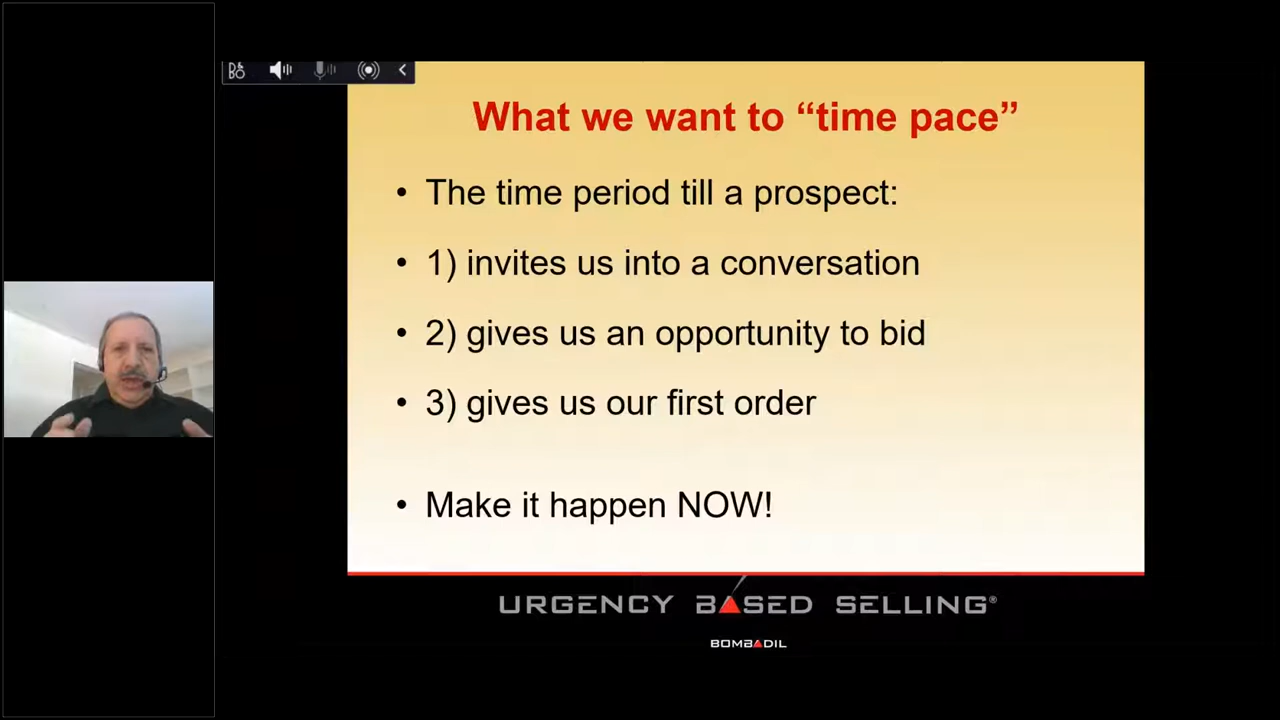 What we want to “time pace”
• The time period till a prospect:
• 1) invites us into a conversation
• 2) gives us an opportunity to bid
• 3) gives us our first order
• Make it happen NOW!
URGENCY BASED SELLING®
BOMBADIL